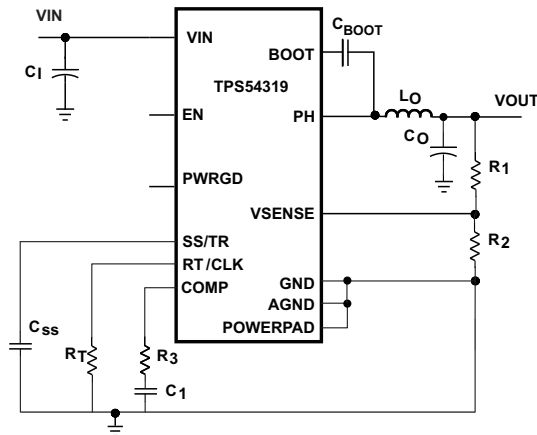 VIN
VIN
CI
BOOT
CBOOT
TPS54319
EN
PH
LO
VOUT
CO
R1
PWRGD
VSENSE
R2
SS/TR
RT/CLK
COMP
GND
AGND
POWERPAD
Css
RT
R3
C1